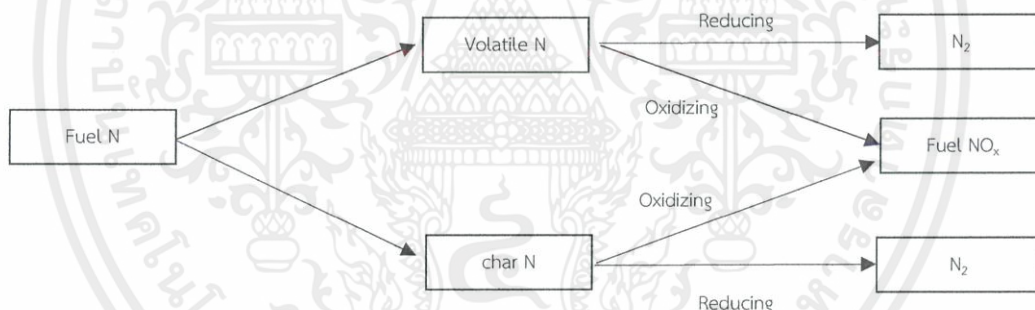 Reducing
Volatile N
N₂
Oxidizing
Fuel N
Fuel NOₓ
Oxidizing
char N
N₂
Reducing